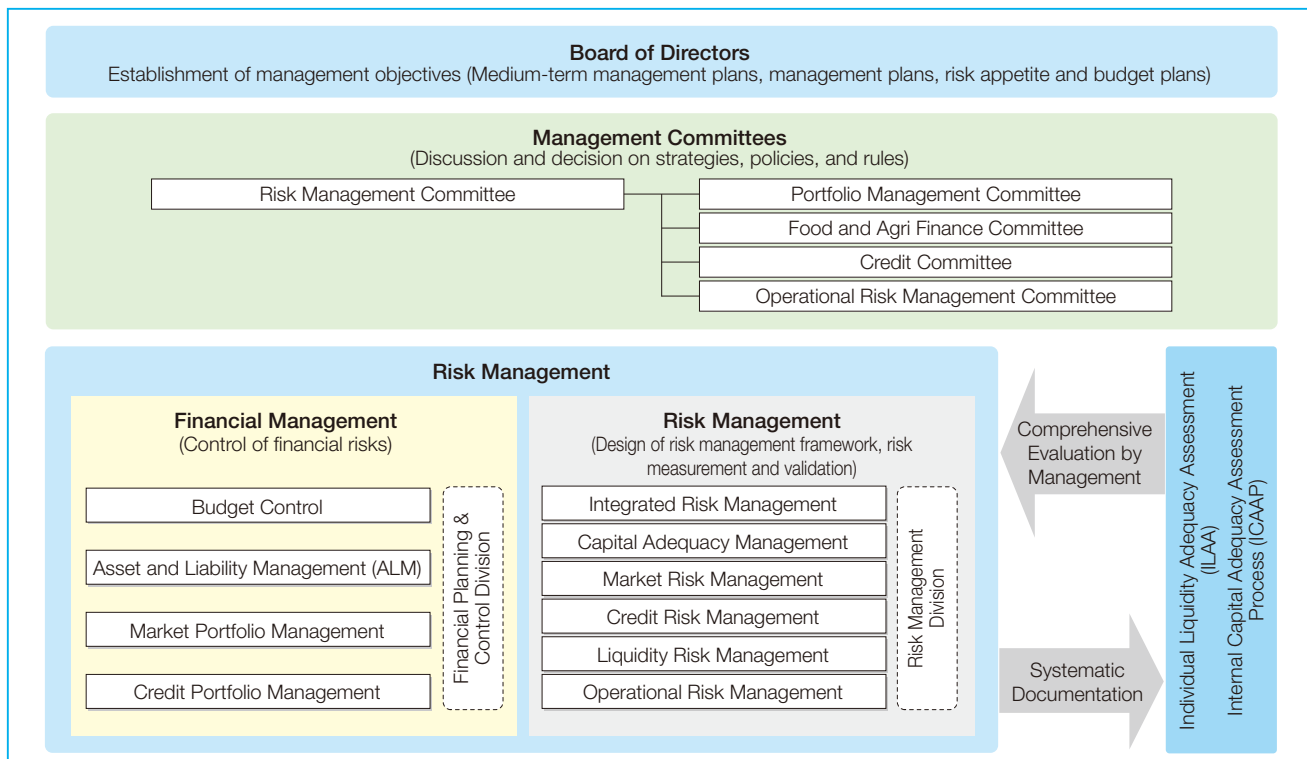 Board of Directors
Establishment of management objectives (Medium-term management plans, management plans, risk appetite and budget plans)
Management Committees
(Discussion and decision on strategies, policies, and rules)
Risk Management Committee
Portfolio Management Committee
Food and Agri Finance Committee
Credit Committee
Operational Risk Management Committee
Risk Management
Financial Management
(Control of financial risks)
Budget Control
Asset and Liability Management (ALM)
Market Portfolio Management
Credit Portfolio Management
Financial Planning &
Control Division
Risk Management
(Design of risk management framework, risk
measurement and validation)
Integrated Risk Management
Capital Adequacy Management
Market Risk Management
Credit Risk Management
Liquidity Risk Management
Operational Risk Management
Risk Management
Division
Comprehensive
Evaluation by
Management
Systematic
Documentation
Individual Liquidity Adequacy Assessment
(ILAA)
Internal Capital Adequacy Assessment
Process (ICAAP)